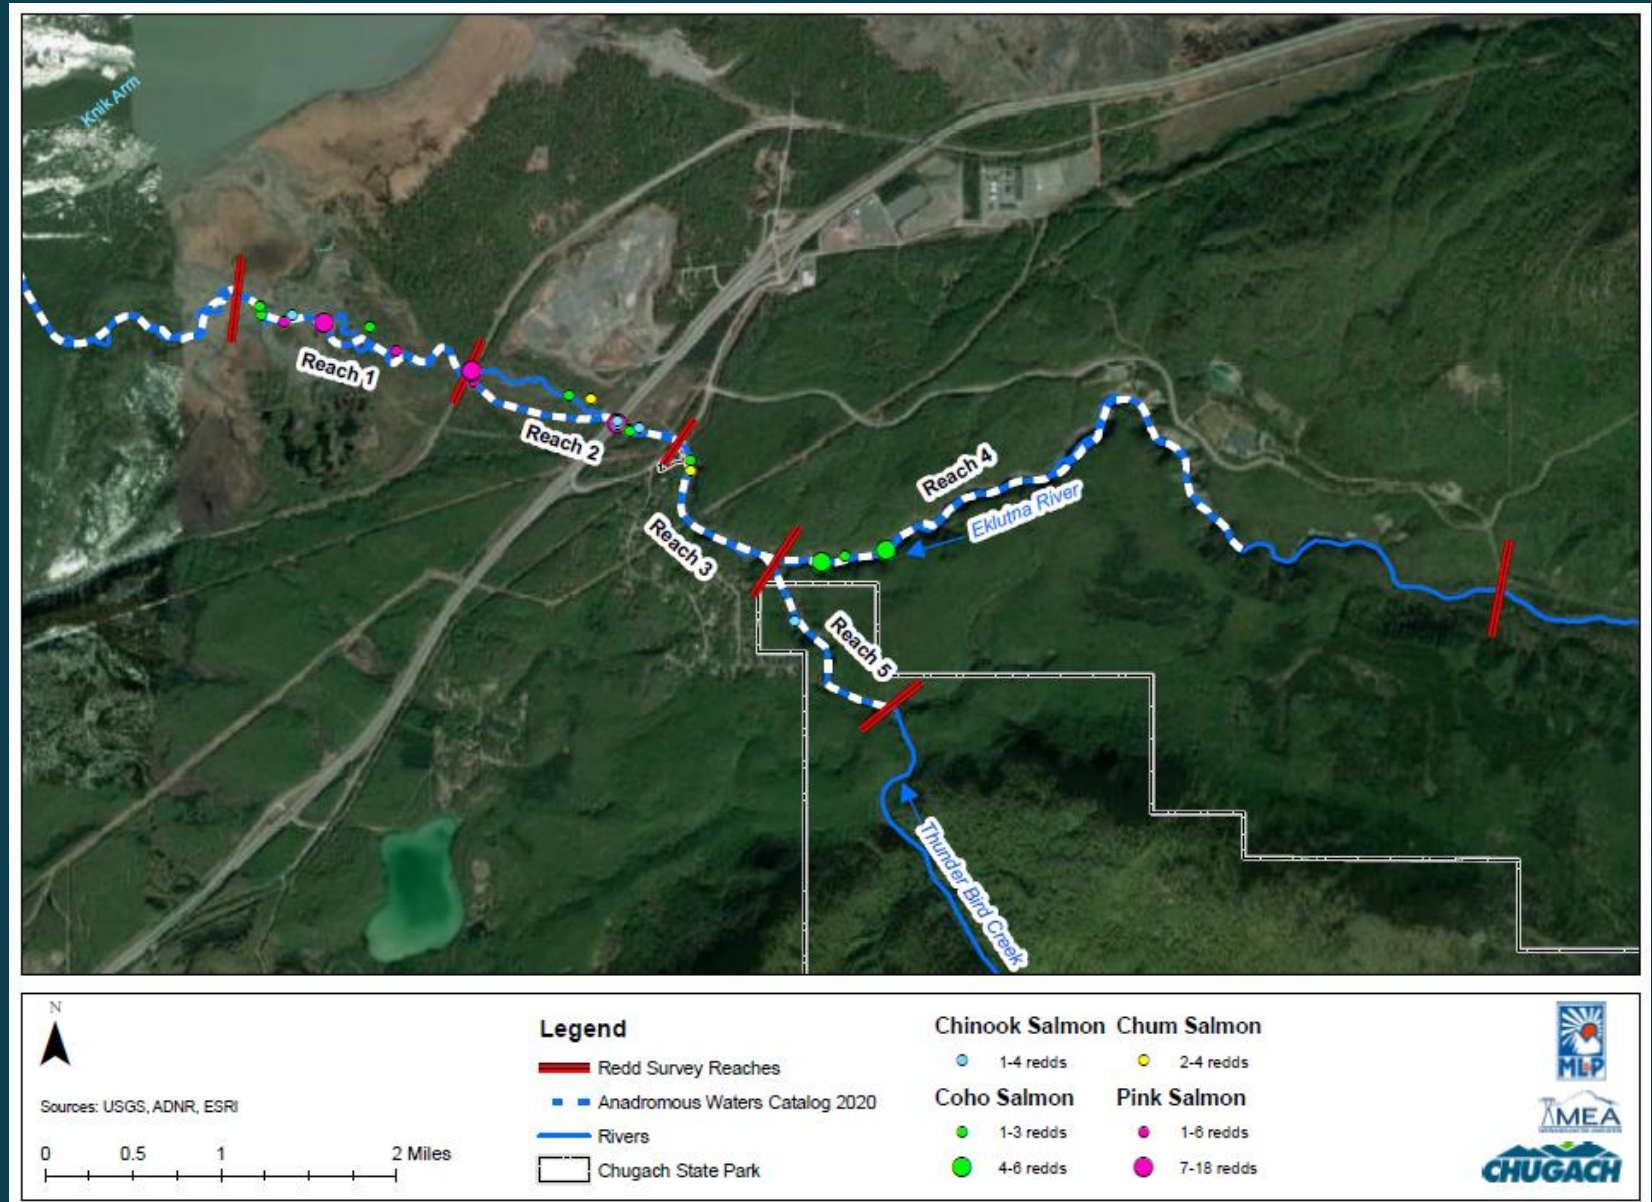 Knik Arm
Reach 1
Reach 2
Reach 3
Reach 4
Eklutna River
Reach 5
Thunder Bird Creek
N
Sources: USGS, ADNR, ESRI
0 0.5 1 2 Miles
Legend
Redd Survey Reaches
Anadromous Waters Catalog 2020
Rivers
Chugach State Park
Chinook Salmon
1-4 redds
Coho Salmon
1-3 redds
4-6 redds
Chum Salmon
2-4 redds
Pink Salmon
1-6 redds
7-18 redds
ML&P
MEA
CHUGACH